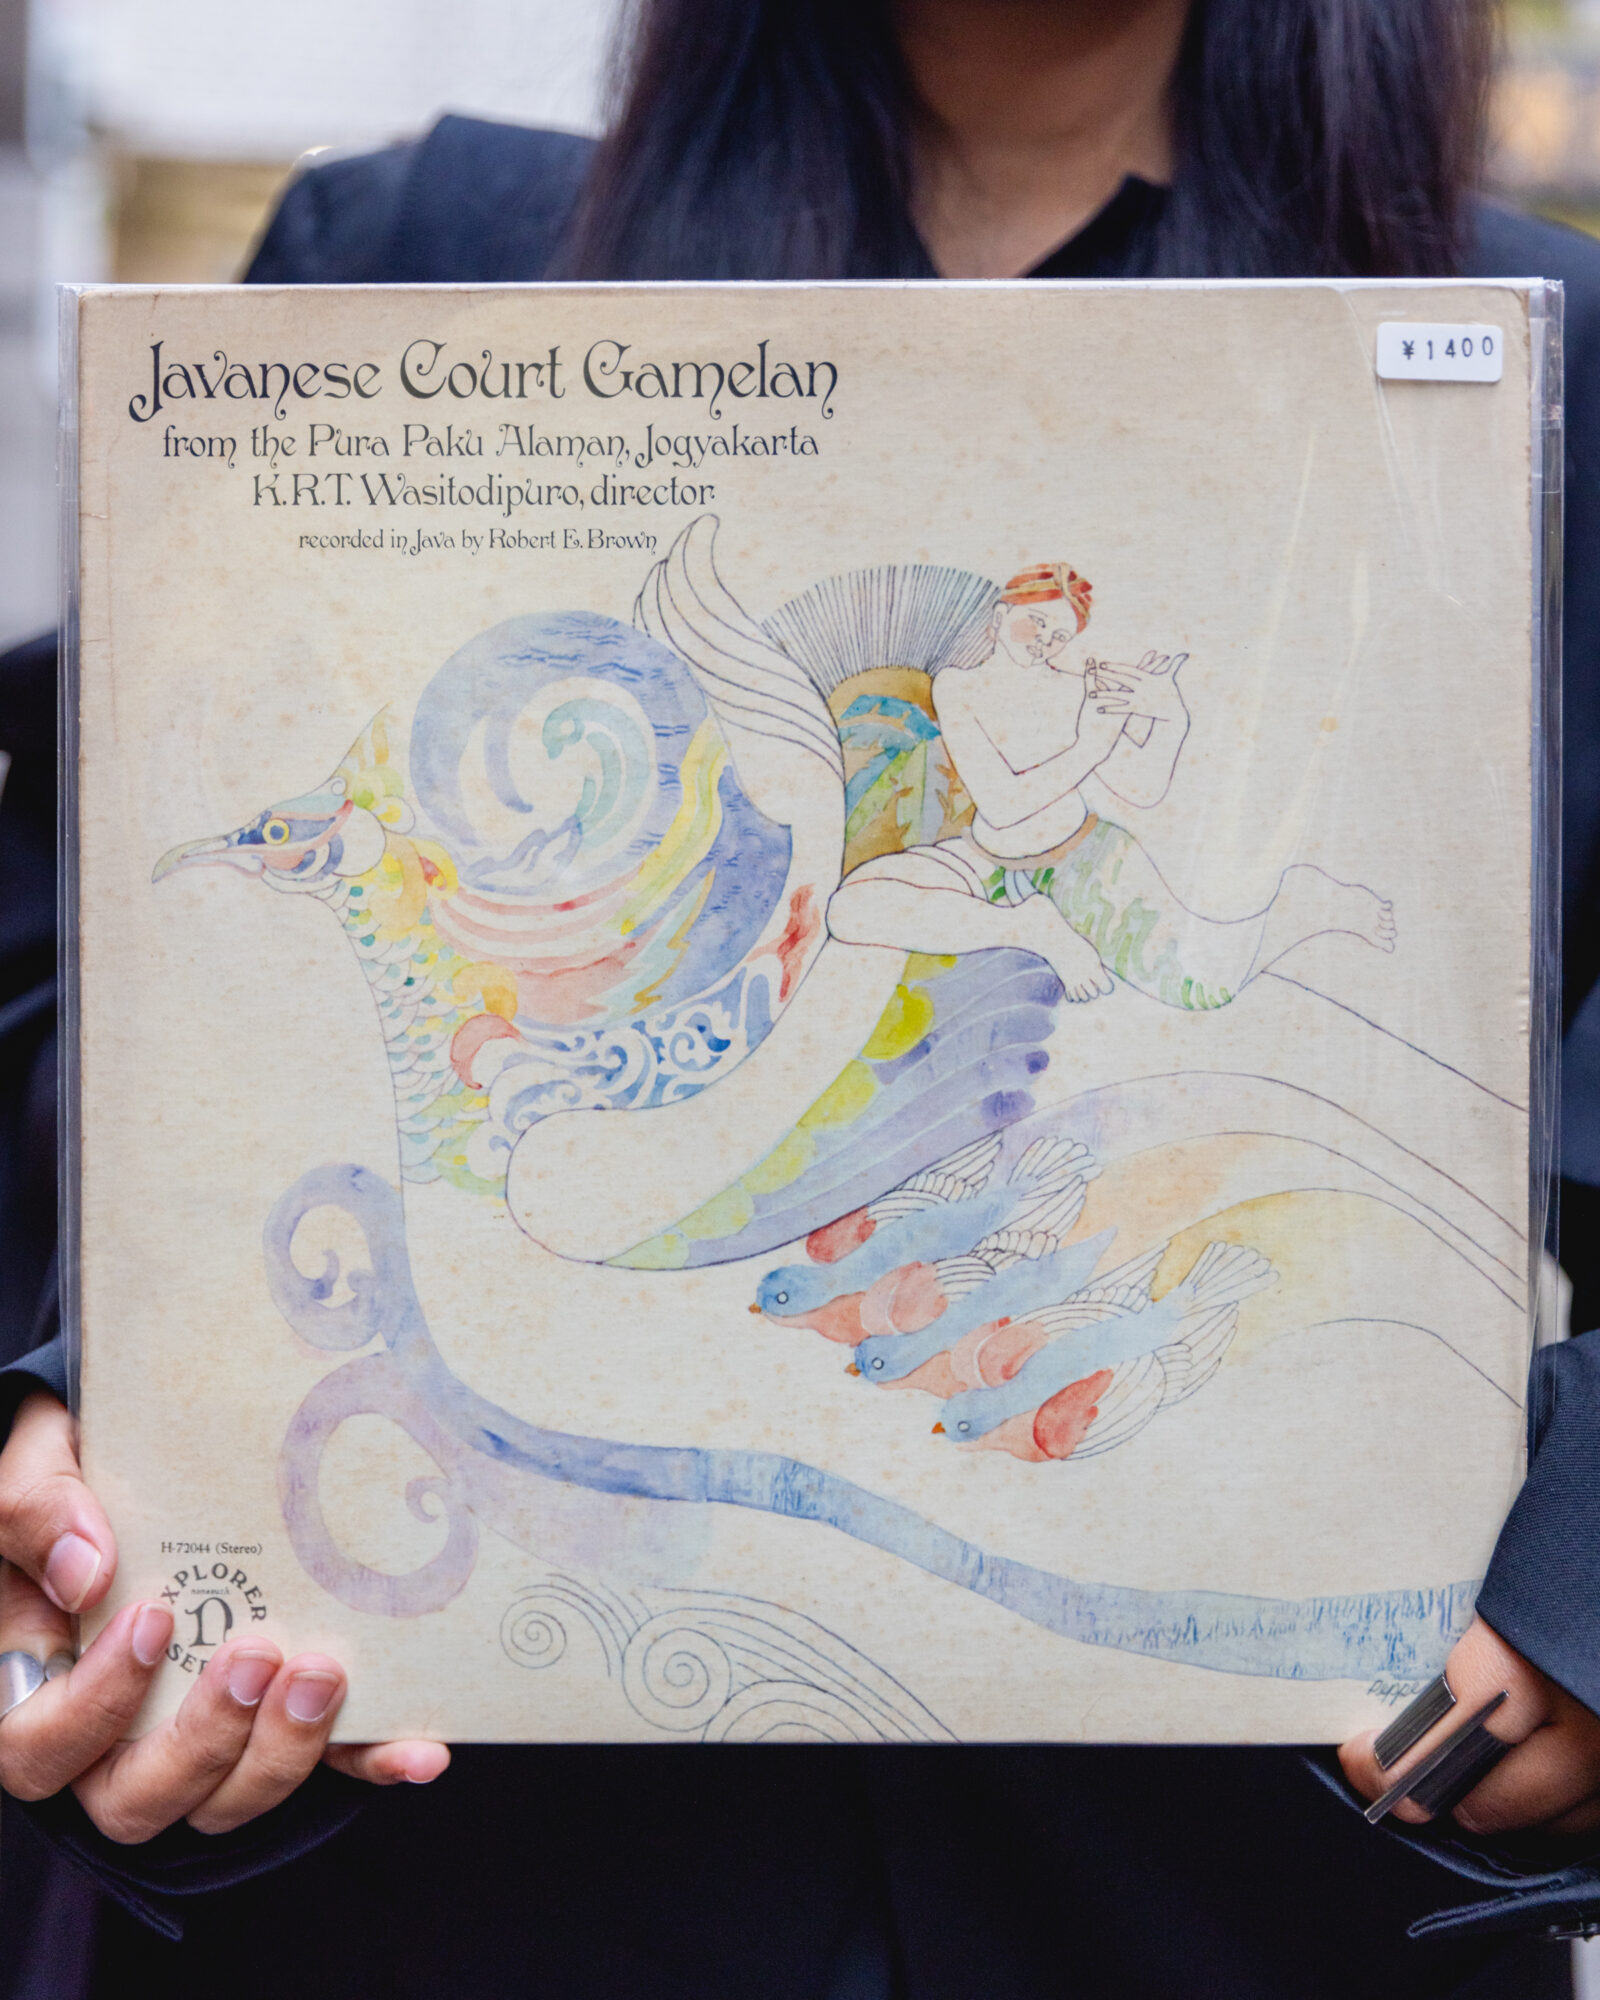 Javanese Court Gamelan
from the Pura Paku Alaman, Jogyakarta
K.R.T. Wasitodipuro, director
recorded in Java by Robert E. Brown
¥1400
H-72044 (Stereo)
nonesuch
n